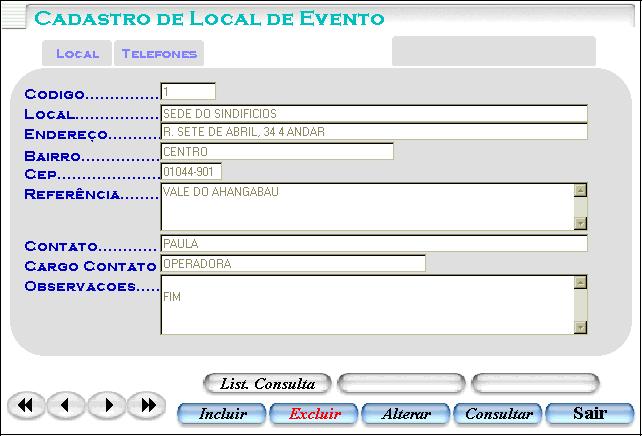 Cadastro de Local de Evento
Local Telefones
Codigo............... 1
Local................. SEDE DO SINDIFICIOS
Endereço.......... R. SETE DE ABRIL, 34 4 ANDAR
Bairro............... CENTRO
Cep.................... 01044-901
Referência....... VALE DO AHANGABAU
Contato............ PAULA
Cargo Contato OPERADORA
Observacoes.....
FIM
List. Consulta
Incluir Excluir Alterar Consultar Sair